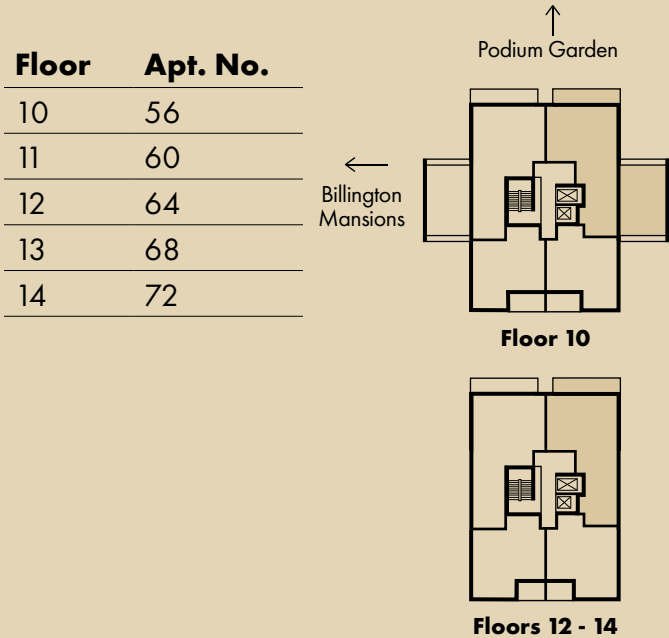 Floor Apt. No.
10 56
11 60
12 64
13 68
14 72
Podium Garden
Billington
Mansions
Floor 10
Floors 12 - 14